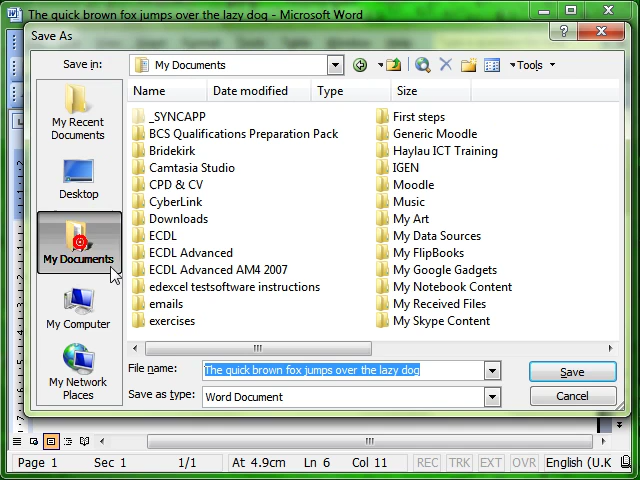 The quick brown fox jumps over the lazy dog - Microsoft Word
Save As
Save in: My Documents Tools
Name Date modified Type Size
My Recent Documents
Desktop
My Documents
My Computer
My Network Places
_SYNCAPP
BCS Qualifications Preparation Pack
Bridekirk
Camtasia Studio
CPD & CV
CyberLink
Downloads
ECDL
ECDL Advanced
ECDL Advanced AM4 2007
edexcel testsoftware instructions
emails
exercises
First steps
Generic Moodle
Haylau ICT Training
IGEN
Moodle
Music
My Art
My Data Sources
My FlipBooks
My Google Gadgets
My Notebook Content
My Received Files
My Skype Content
File name: The quick brown fox jumps over the lazy dog Save
Save as type: Word Document Cancel
Page 1 Sec 1 1/1 At 4.9cm Ln 6 Col 11 REC TRK EXT OVR English (U.K